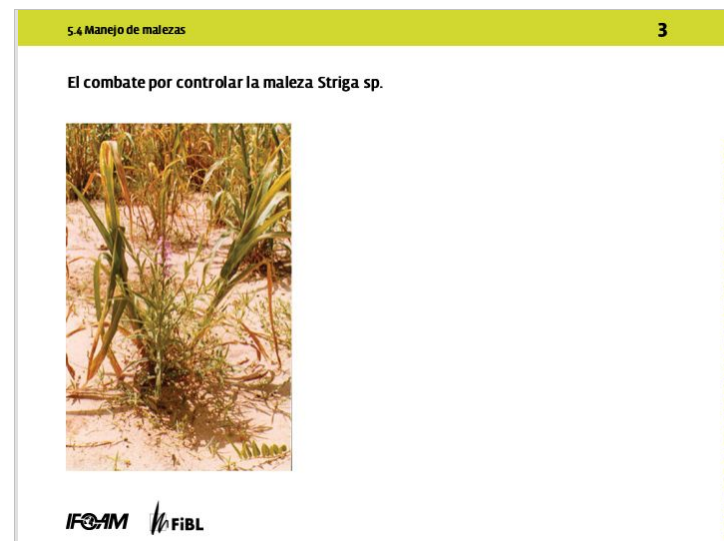 5.4 Manejo de malezas
3
El combate por controlar la maleza Striga sp.
IFOAM
FiBL